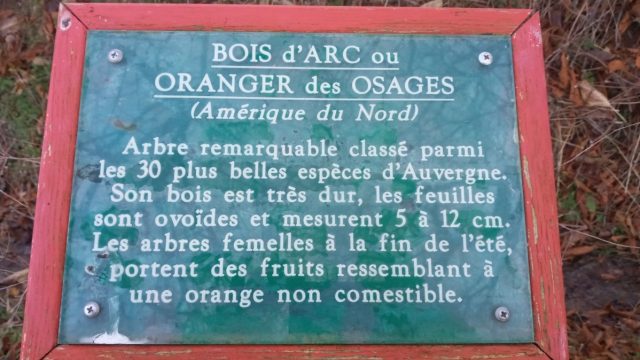 BOIS d'ARC ou
ORANGER des OSAGES
(Amérique du Nord)
Arbre remarquable classé parmi
les 30 plus belles espèces d'Auvergne.
Son bois est très dur, les feuilles
sont ovoïdes et mesurent 5 à 12 cm.
Les arbres femelles à la fin de l'été,
portent des fruits ressemblant à
une orange non comestible.